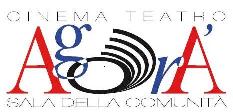 CINEMA TEATRO
AgorA'
SALA DELLA COMUNITÀ